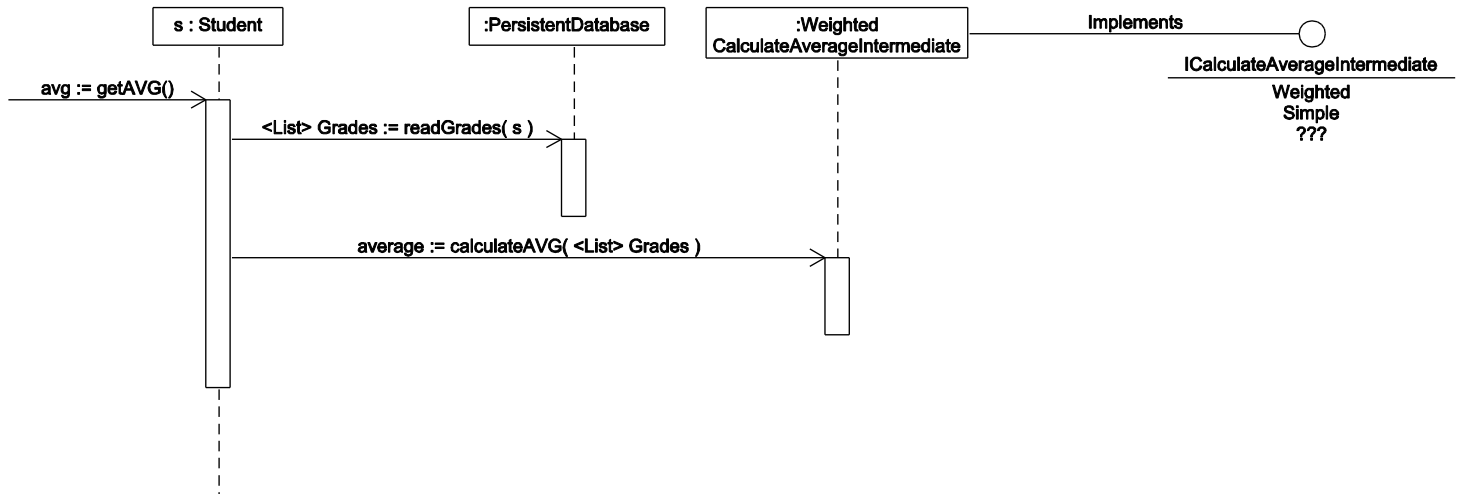 s : Student
:PersistentDatabase
:Weighted
CalculateAverageIntermediate
Implements
ICalculateAverageIntermediate
Weighted
Simple
???
avg := getAVG()
<List> Grades := readGrades( s )
average := calculateAVG( <List> Grades )